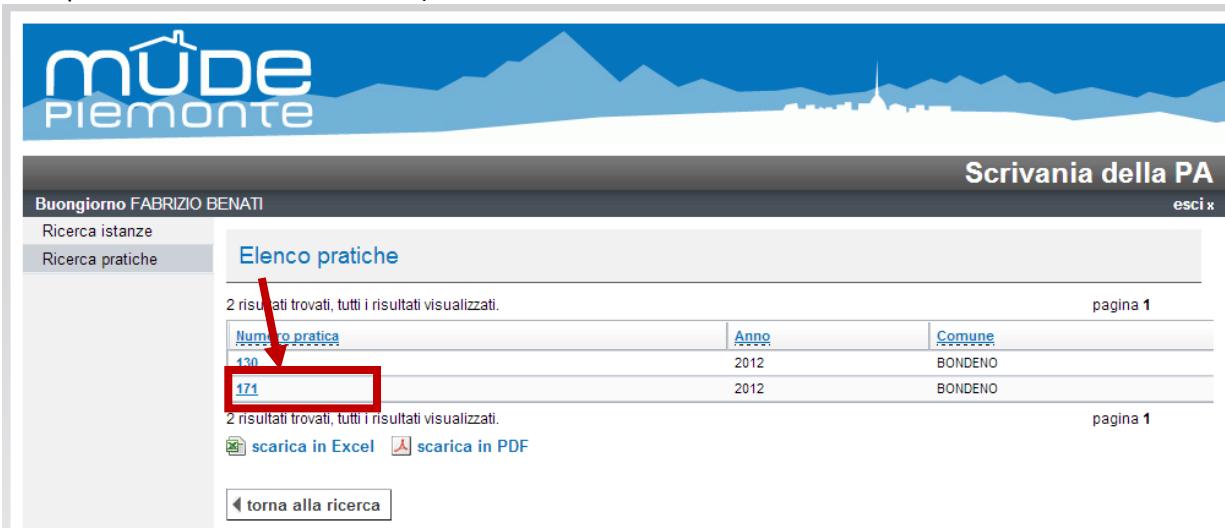 mÜDe
PIEMONTE
Scrivania della PA
Buongiorno FABRIZIO BENATI
esci x
Ricerca istanze
Ricerca pratiche
Elenco pratiche
2 risultati trovati, tutti i risultati visualizzati.
pagina 1
Numero pratica Anno Comune
130 2012 BONDENO
171 2012 BONDENO
2 risultati trovati, tutti i risultati visualizzati.
pagina 1
scarica in Excel scarica in PDF
torna alla ricerca